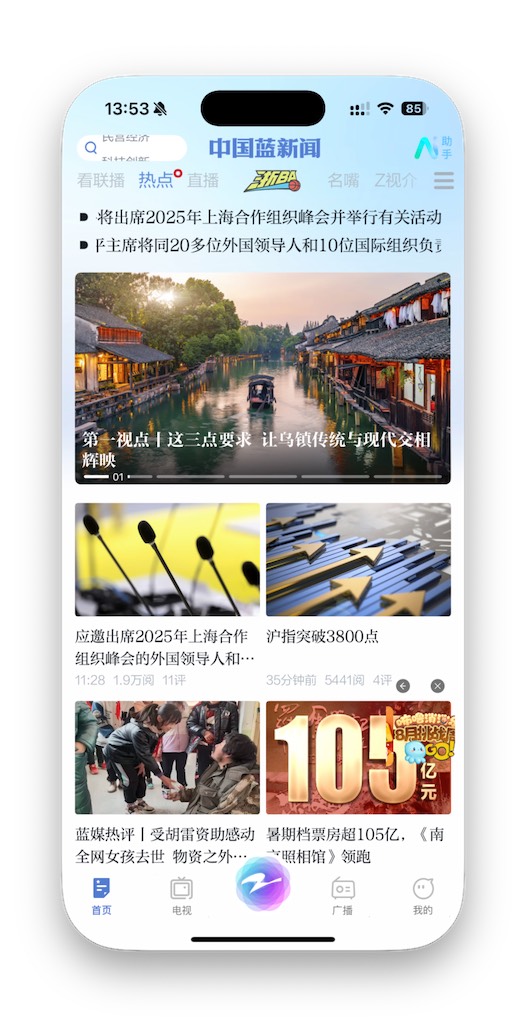 13:53
85
民营经济
科技创新
中国蓝新闻
助手
看联播 热点 直播 浙BA 名嘴 Z视介
将出席2025年上海合作组织峰会并举行有关活动
主席将同20多位外国领导人和10位国际组织负责
第一视点丨这三点要求 让乌镇传统与现代交相
辉映
01
应邀出席2025年上海合作
组织峰会的外国领导人和…
11:28 1.9万阅 11评
沪指突破3800点
35分钟前 5441阅 4评
105
亿元
咕噜消消
8月挑战
GO!
蓝媒热评丨受胡雷资助感动
全网女孩去世 物资之外…
暑期档票房超105亿，《南
京照相馆》领跑
首页 电视 广播 我的